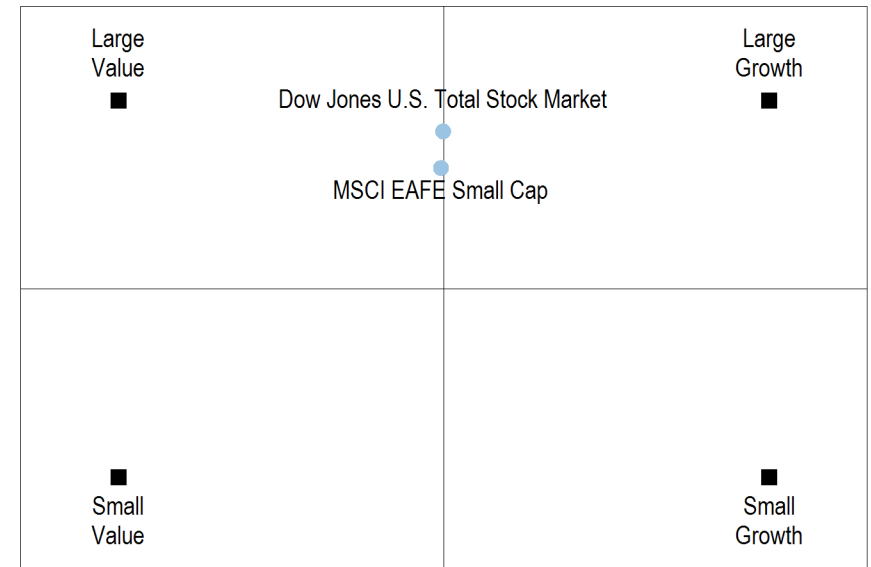 Large
Value
Large
Growth
Dow Jones U.S. Total Stock Market
MSCI EAFE Small Cap
Small
Value
Small
Growth